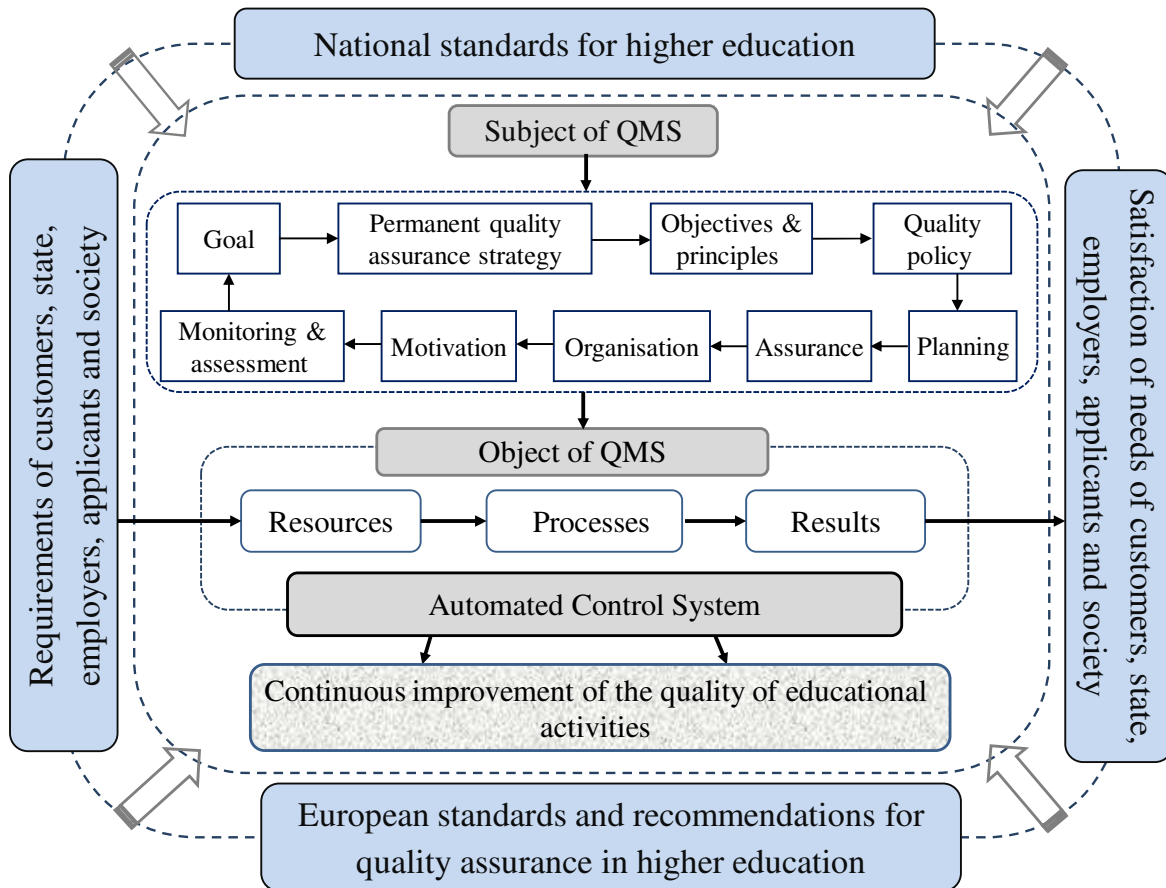 National standards for higher education
Subject of QMS
Goal
Permanent quality
assurance strategy
Objectives &
principles
Quality
policy
Monitoring &
assessment
Motivation
Organisation
Assurance
Planning
Object of QMS
Resources
Processes
Results
Automated Control System
Continuous improvement of the quality of educational
activities
Requirements of customers, state,
employers, applicants and society
Satisfaction of needs of customers, state,
employers, applicants and society
European standards and recommendations for
quality assurance in higher education